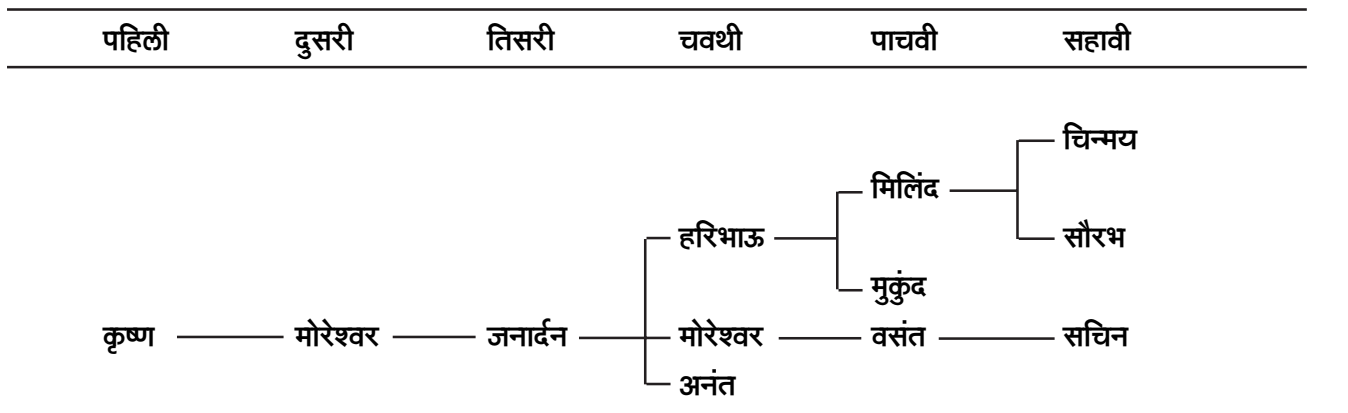 पहिली दुसरी तिसरी चवथी पाचवी सहावी
चिन्मय
मिलिंद
हरिभाऊ सौरभ
मुकुंद
कृष्ण मोरेश्वर जनार्दन मोरेश्वर वसंत सचिन
अनंत